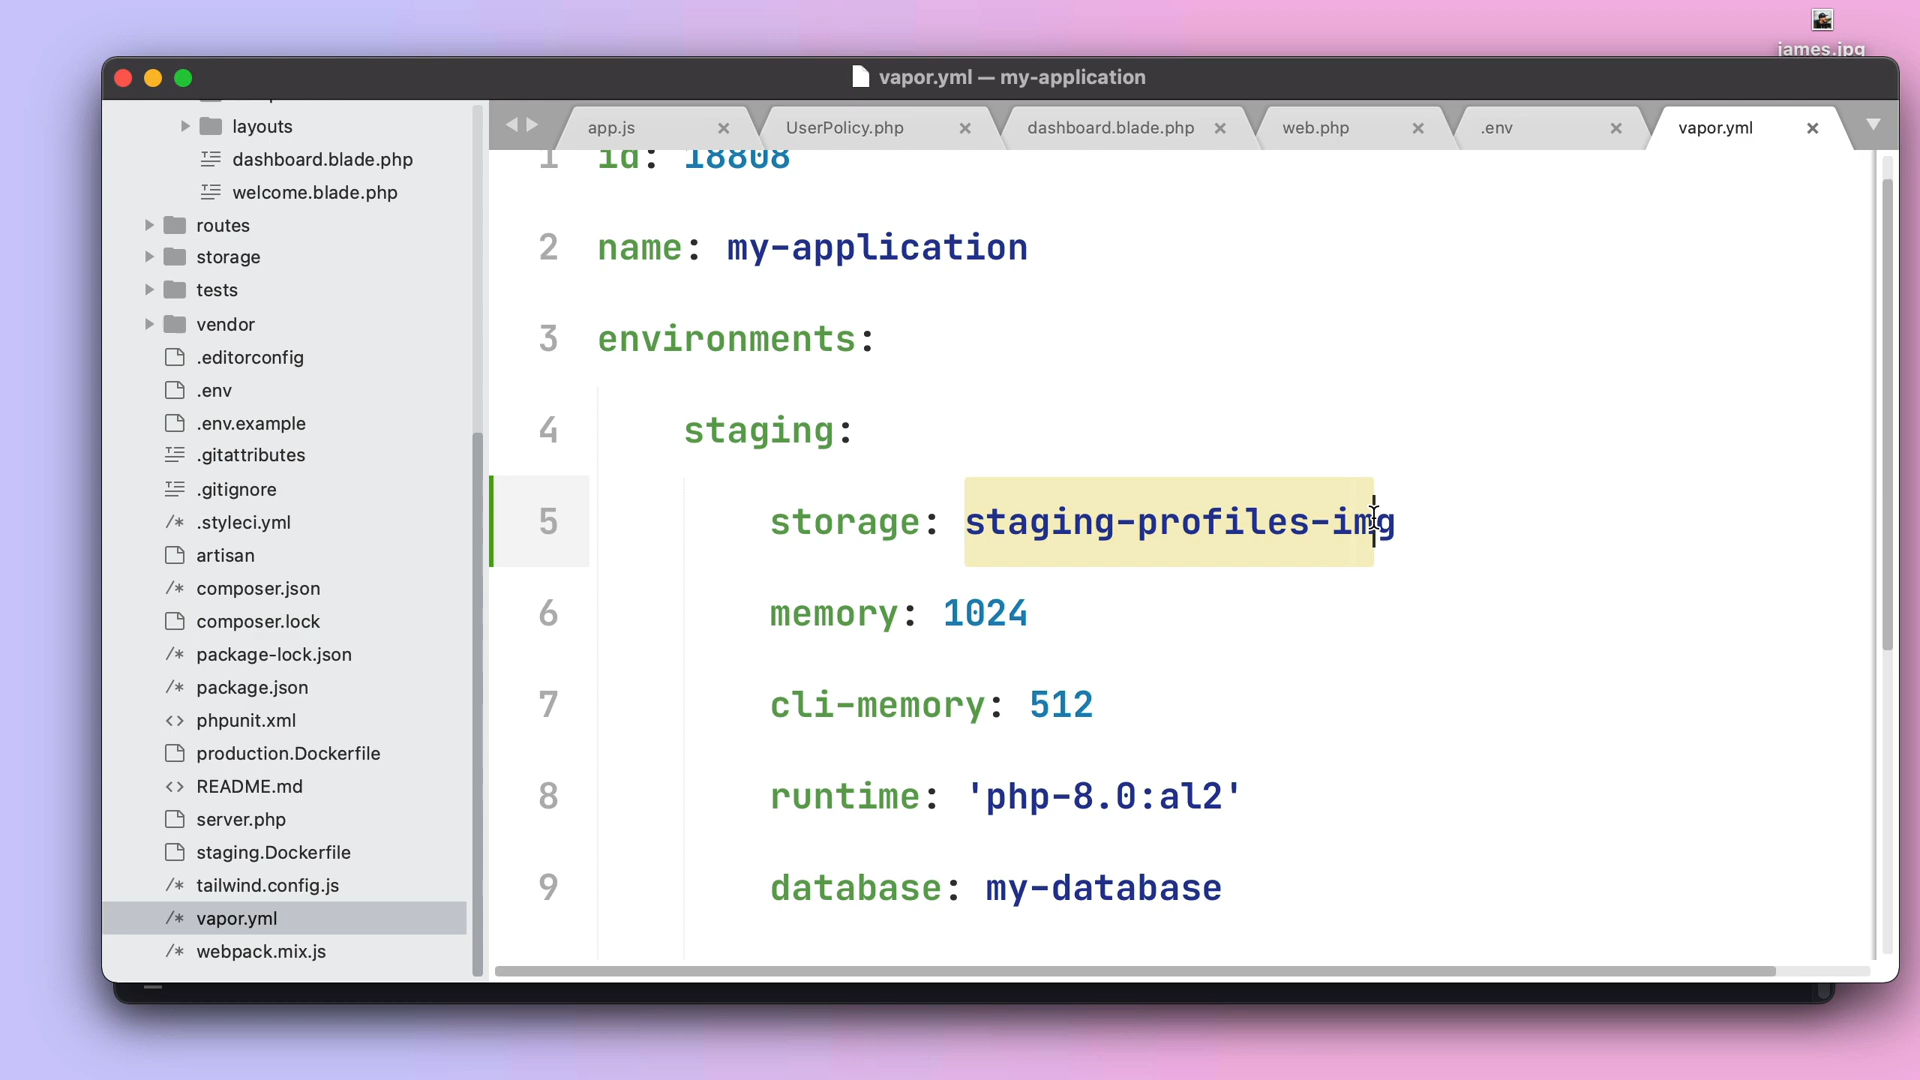 james.jpg
vapor.yml — my-application
layouts
dashboard.blade.php
welcome.blade.php
routes
storage
tests
vendor
.editorconfig
.env
.env.example
.gitattributes
.gitignore
.styleci.yml
artisan
composer.json
composer.lock
package-lock.json
package.json
phpunit.xml
production.Dockerfile
README.md
server.php
staging.Dockerfile
tailwind.config.js
vapor.yml
webpack.mix.js
app.js
UserPolicy.php
dashboard.blade.php
web.php
.env
vapor.yml
1 id: 18808
2 name: my-application
3 environments:
4 staging:
5 storage: staging-profiles-img
6 memory: 1024
7 cli-memory: 512
8 runtime: 'php-8.0:al2'
9 database: my-database